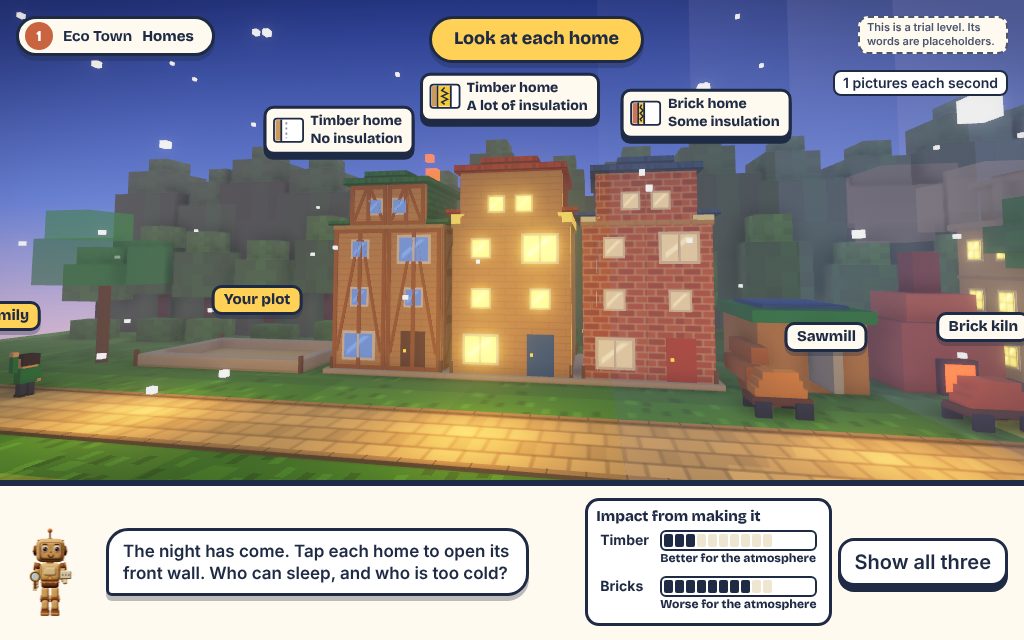 1 Eco Town Homes
Look at each home
This is a trial level. Its
words are placeholders.
1 pictures each second
Timber home
No insulation
Timber home
A lot of insulation
Brick home
Some insulation
mily
Your plot
Sawmill
Brick kiln
The night has come. Tap each home to open its
front wall. Who can sleep, and who is too cold?
Impact from making it
Timber
Better for the atmosphere
Bricks
Worse for the atmosphere
Show all three